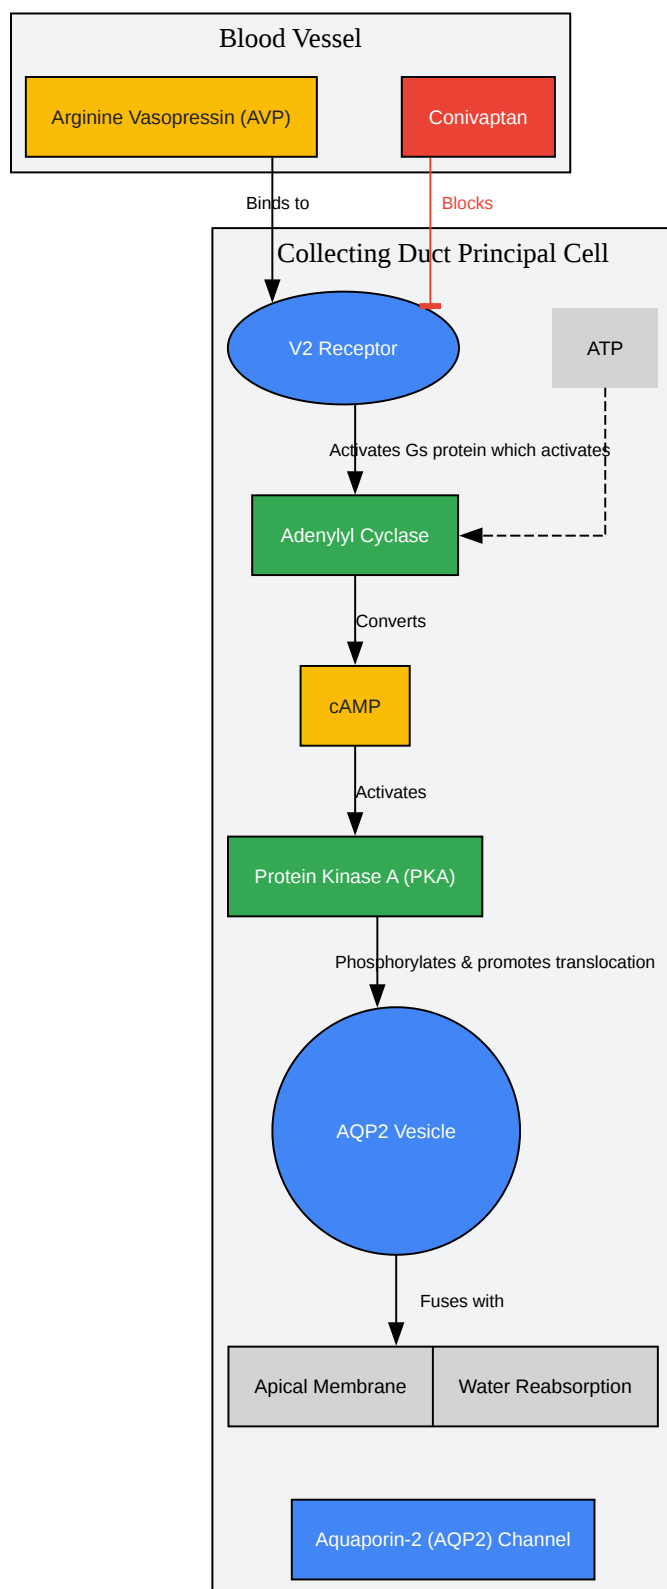 Blood Vessel
Arginine Vasopressin (AVP)
Conivaptan
Binds to
Blocks
Collecting Duct Principal Cell
V2 Receptor
ATP
Activates Gs protein which activates
Adenylyl Cyclase
Converts
cAMP
Activates
Protein Kinase A (PKA)
Phosphorylates & promotes translocation
AQP2 Vesicle
Fuses with
Apical Membrane
Water Reabsorption
Aquaporin-2 (AQP2) Channel